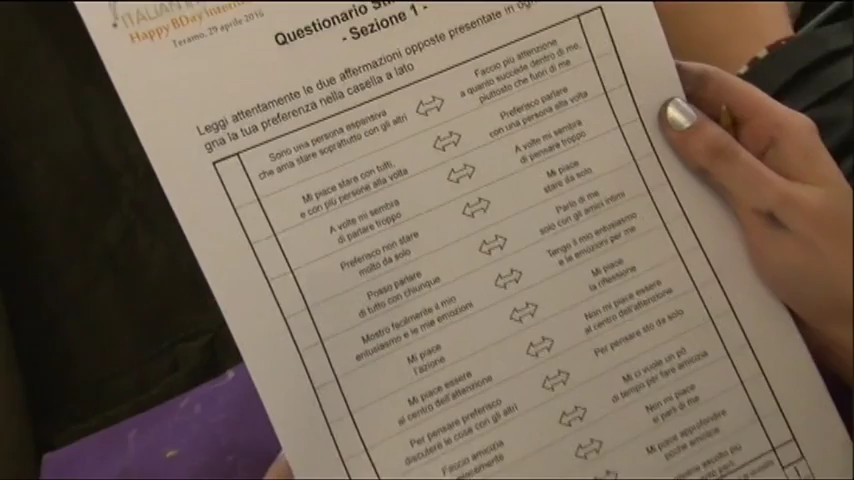 ITALIAN
Happy BDay Intern
Teramo, 29 aprile 2016
Questionario
- Sezione 1 -
Leggi attentamente le due affermazioni opposte presentate in ogn
gna la tua preferenza nella casella a lato
Sono una persona espansiva
che ama stare soprattutto con gli altri
Faccio più attenzione
a quanto succede dentro di me,
piuttosto che fuori di me
Mi piace stare con tutti,
e con più persone alla volta
Preferisco parlare
con una persona alla volta
A volte mi sembra
di parlare troppo
A volte mi sembra
di pensare troppo
Preferisco non stare
molto da solo
Mi piace
stare da solo
Posso parlare
di tutto con chiunque
Parlo di me
solo con gli amici intimi
Mostro facilmente il mio
entusiasmo e le mie emozioni
Tengo il mio entusiasmo
e le emozioni per me
Mi piace
l'azione
Mi piace
la riflessione
Mi piace essere
al centro dell'attenzione
Non mi piace essere
al centro dell'attenzione
Per pensare preferisco
discutere le cose con gli altri
Per pensare sto da solo
Faccio amicizia
Mi ci vuole un pò
di tempo per fare amicizia
Non mi piace
si parli di me
Mi piace approfondire
poche amicizie
ascolto più